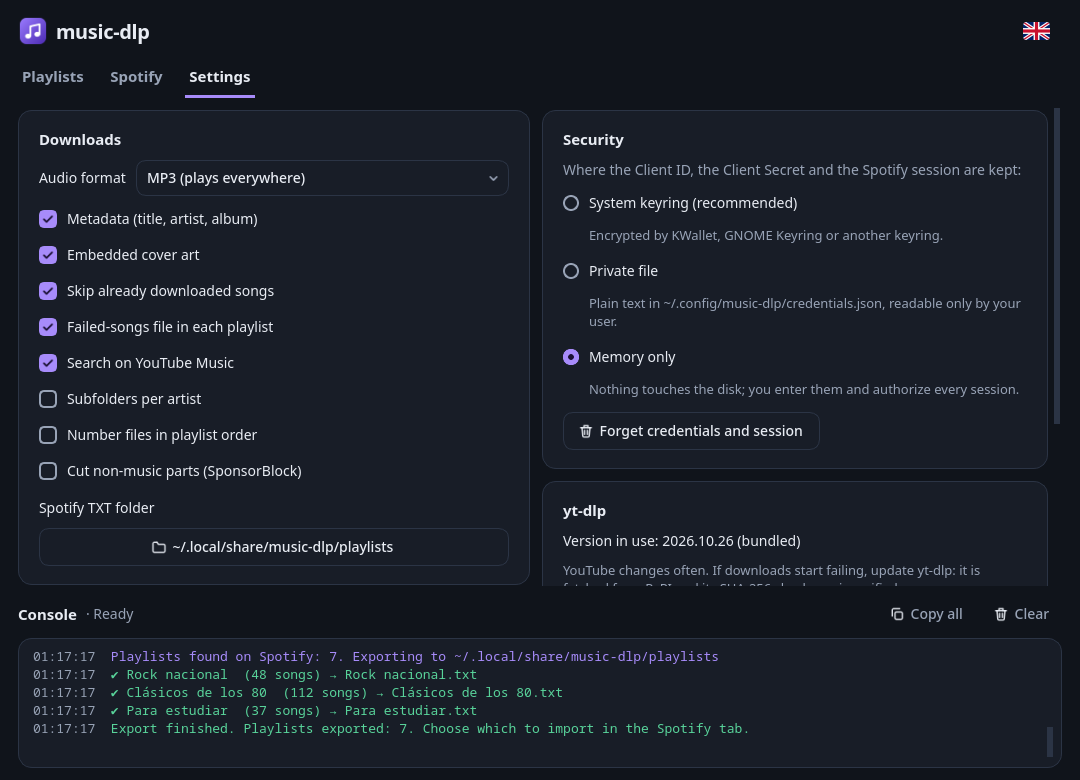 music-dlp
Playlists
Spotify
Settings
Downloads
Audio format
MP3 (plays everywhere)
Metadata (title, artist, album)
Embedded cover art
Skip already downloaded songs
Failed-songs file in each playlist
Search on YouTube Music
Subfolders per artist
Number files in playlist order
Cut non-music parts (SponsorBlock)
Spotify TXT folder
~/.local/share/music-dlp/playlists
Security
Where the Client ID, the Client Secret and the Spotify session are kept:
System keyring (recommended)
Encrypted by KWallet, GNOME Keyring or another keyring.
Private file
Plain text in ~/.config/music-dlp/credentials.json, readable only by your
user.
Memory only
Nothing touches the disk; you enter them and authorize every session.
Forget credentials and session
yt-dlp
Version in use: 2026.10.26 (bundled)
YouTube changes often. If downloads start failing, update yt-dlp: it is
Console · Ready
Copy all
Clear
01:17:17 Playlists found on Spotify: 7. Exporting to ~/.local/share/music-dlp/playlists
01:17:17 ✔ Rock nacional (48 songs) → Rock nacional.txt
01:17:17 ✔ Clásicos de los 80 (112 songs) → Clásicos de los 80.txt
01:17:17 ✔ Para estudiar (37 songs) → Para estudiar.txt
01:17:17 Export finished. Playlists exported: 7. Choose which to import in the Spotify tab.